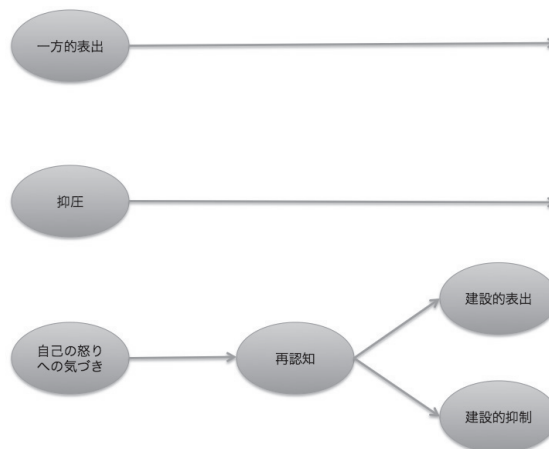 一方的表出
抑圧
建設的表出
自己の怒り
への気づき
再認知
建設的抑制